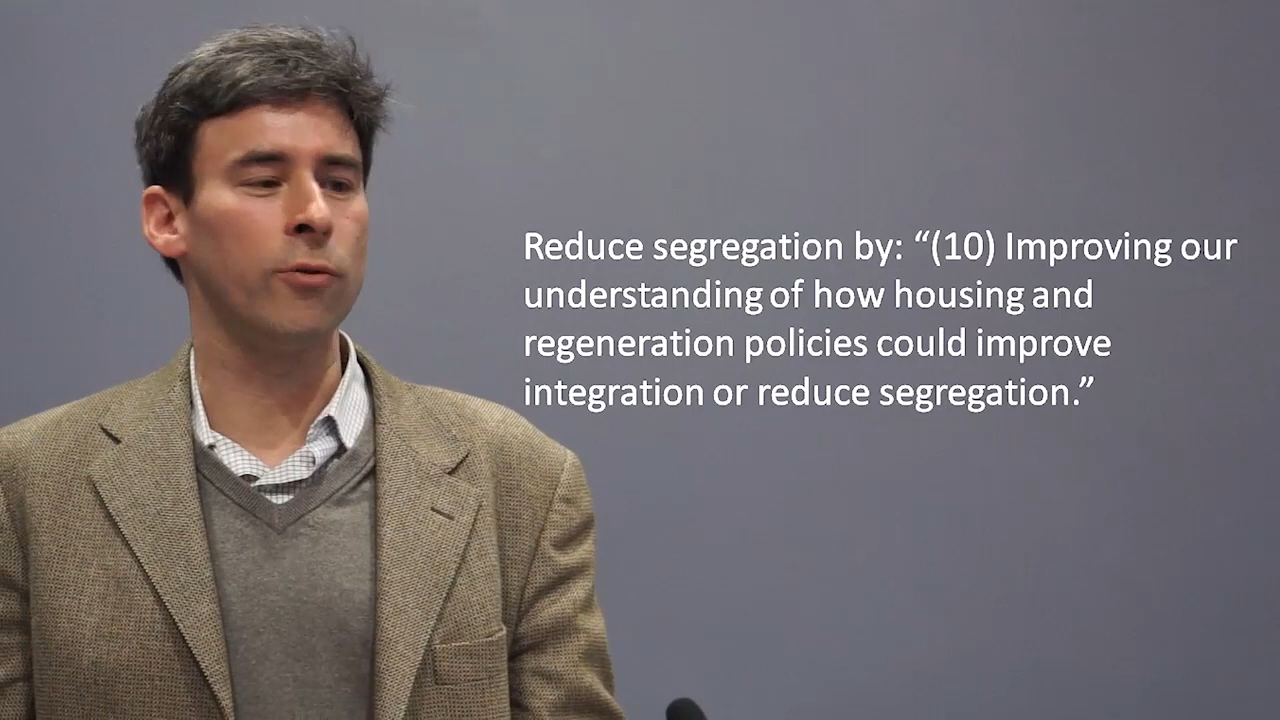 Reduce segregation by: “(10) Improving our
understanding of how housing and
regeneration policies could improve
integration or reduce segregation.”